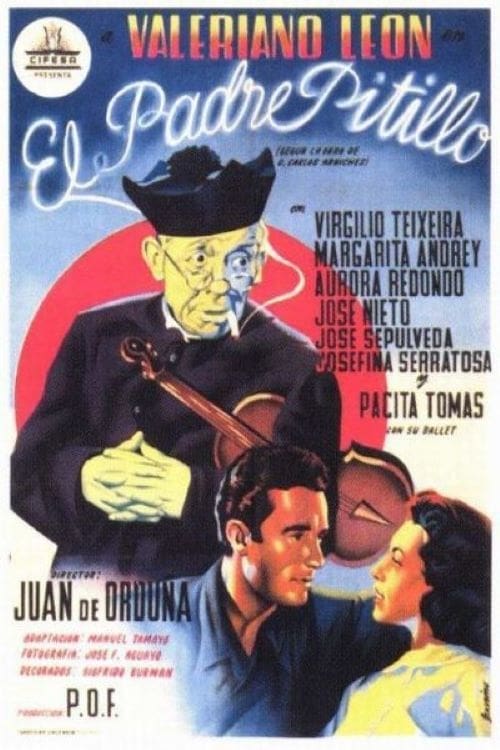 CIFESA
PRESENTA
a VALERIANO LEON en
El Padre Pitillo
(SEGUN LA OBRA DE
D. CARLOS ARNICHES)
con
VIRGILIO TEIXEIRA
MARGARITA ANDREY
AURORA REDONDO
JOSE NIETO
JOSE SEPULVEDA
JOSEFINA SERRATOSA
y
PACITA TOMAS
CON SU BALLET
DIRECTOR:
JUAN DE ORDUÑA
ADAPTACION: MANUEL TAMAYO
FOTOGRAFIA: JOSE F. AGUAYO
DECORADOS: SIGFRIDO BURMAN
PRODUCCION: P.O.F.